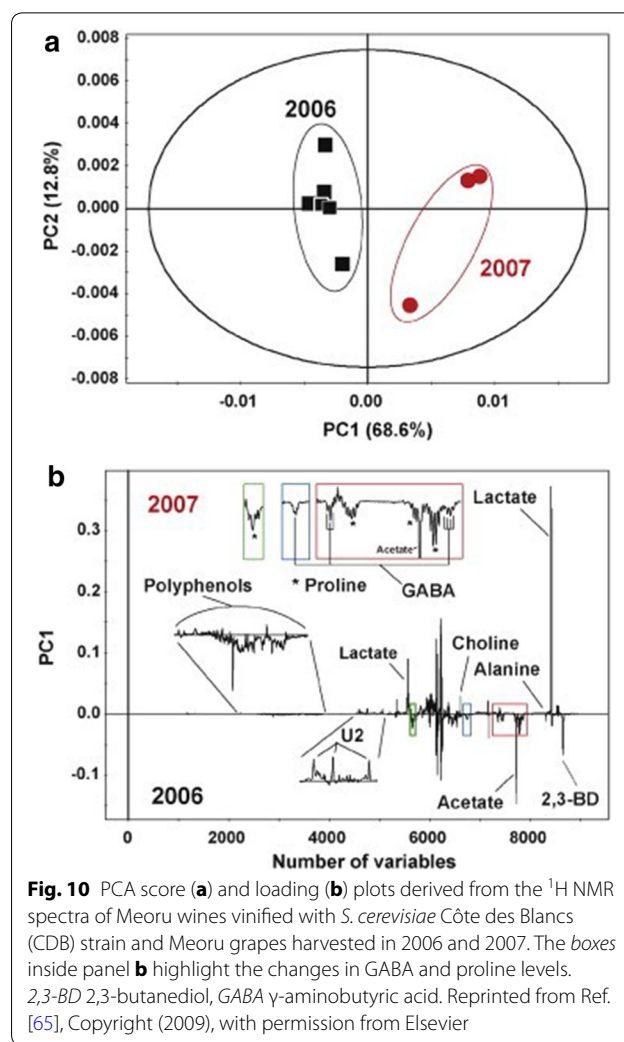 a
0.008
0.006
0.004
0.002
0.000
-0.002
-0.004
-0.006
-0.008
PC2 (12.8%)
2006
2007
-0.01
0.00
0.01
PC1 (68.6%)
b
2007
Lactate
Acetate*
* Proline
GABA
Polyphenols
Lactate
Choline
Alanine
U2
2006
Acetate
2,3-BD
0.3
0.2
0.1
0.0
-0.1
PC1
0
2000
4000
6000
8000
Number of variables
Fig. 10 PCA score (a) and loading (b) plots derived from the ¹H NMR
spectra of Meoru wines vinified with S. cerevisiae Côte des Blancs
(CDB) strain and Meoru grapes harvested in 2006 and 2007. The boxes
inside panel b highlight the changes in GABA and proline levels.
2,3-BD 2,3-butanediol, GABA γ-aminobutyric acid. Reprinted from Ref.
[65], Copyright (2009), with permission from Elsevier